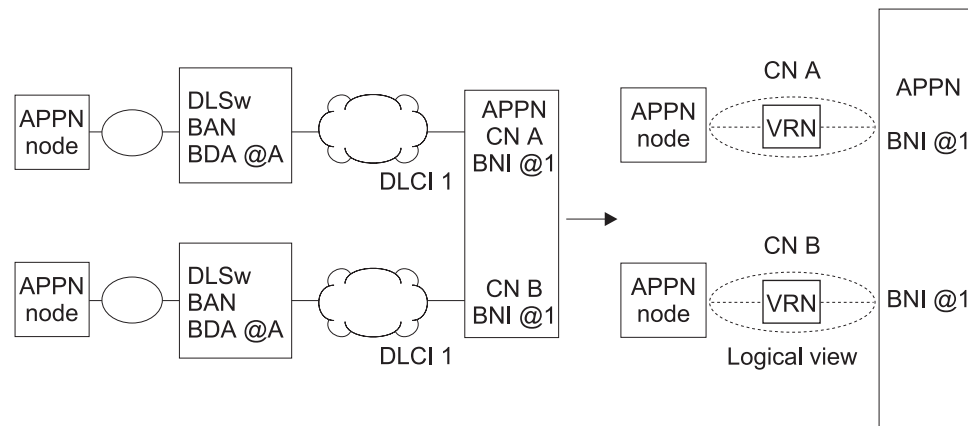 APPN
node
DLSw
BAN
BDA @A
DLCI 1
APPN
CN A
BNI @1
APPN
node
DLSw
BAN
BDA @A
DLCI 1
CN B
BNI @1
CN A
APPN
node
VRN
APPN
BNI @1
CN B
APPN
node
VRN
BNI @1
Logical view